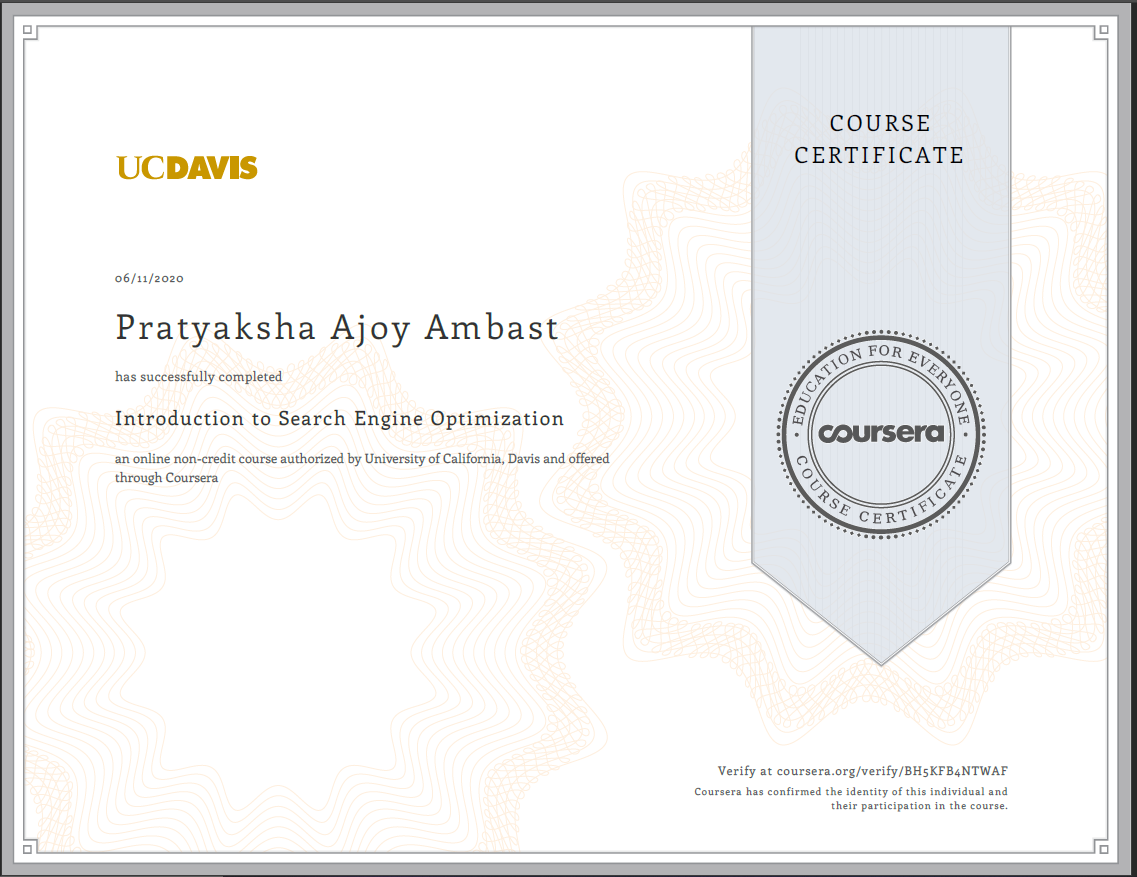 COURSE
CERTIFICATE
UCDAVIS
06/11/2020
Pratyaksha Ajoy Ambast
has successfully completed
Introduction to Search Engine Optimization
an online non-credit course authorized by University of California, Davis and offered
through Coursera
EDUCATION FOR EVERYONE
coursera
COURSE CERTIFICATE
Verify at coursera.org/verify/BH5KFB4NTWAF
Coursera has confirmed the identity of this individual and
their participation in the course.